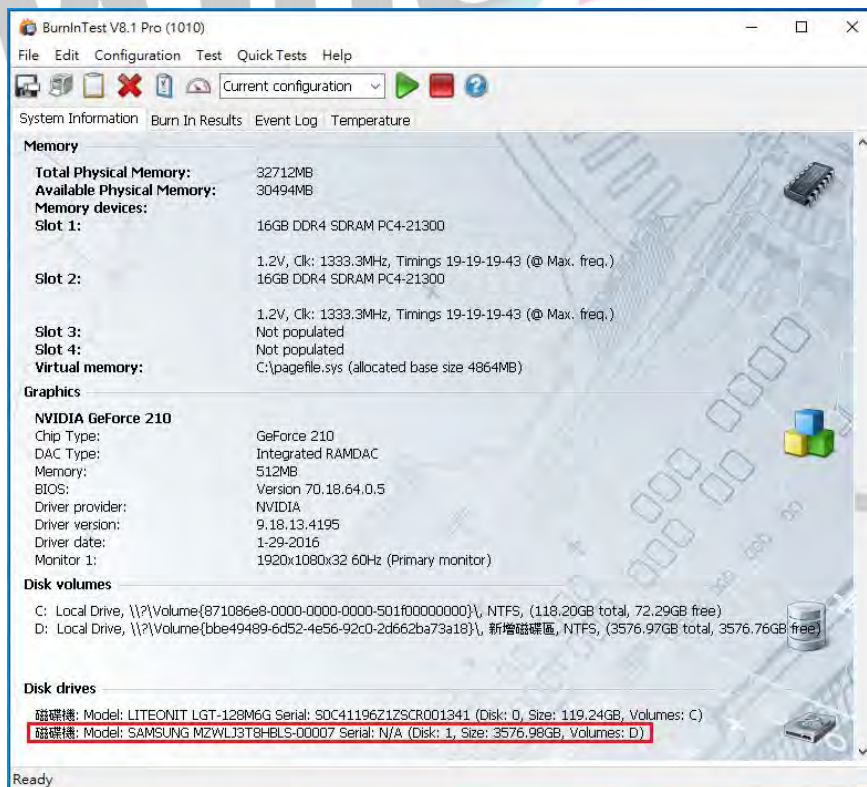 BurnInTest V8.1 Pro (1010)
File Edit Configuration Test Quick Tests Help
Current configuration
System Information Burn In Results Event Log Temperature
Memory
Total Physical Memory: 32712MB
Available Physical Memory: 30494MB
Memory devices:
Slot 1: 16GB DDR4 SDRAM PC4-21300
1.2V, Clk: 1333.3MHz, Timings 19-19-19-43 (@ Max. freq.)
Slot 2: 16GB DDR4 SDRAM PC4-21300
1.2V, Clk: 1333.3MHz, Timings 19-19-19-43 (@ Max. freq.)
Slot 3: Not populated
Slot 4: Not populated
Virtual memory: C:\pagefile.sys (allocated base size 4864MB)
Graphics
NVIDIA GeForce 210
Chip Type: GeForce 210
DAC Type: Integrated RAMDAC
Memory: 512MB
BIOS: Version 70.18.64.0.5
Driver provider: NVIDIA
Driver version: 9.18.13.4195
Driver date: 1-29-2016
Monitor 1: 1920x1080x32 60Hz (Primary monitor)
Disk volumes
C: Local Drive, \\?\Volume{871086e8-0000-0000-0000-501f00000000}\, NTFS, (118.20GB total, 72.29GB free)
D: Local Drive, \\?\Volume{bbe49489-6d52-4e56-92c0-2d662ba73a18}\, 新增磁碟區, NTFS, (3576.97GB total, 3576.76GB free)
Disk drives
磁碟機: Model: LITEONIT LGT-128M6G Serial: S0C41196Z1ZSCR001341 (Disk: 0, Size: 119.24GB, Volumes: C)
磁碟機: Model: SAMSUNG MZWLJ3T8HBLS-00007 Serial: N/A (Disk: 1, Size: 3576.98GB, Volumes: D)
Ready